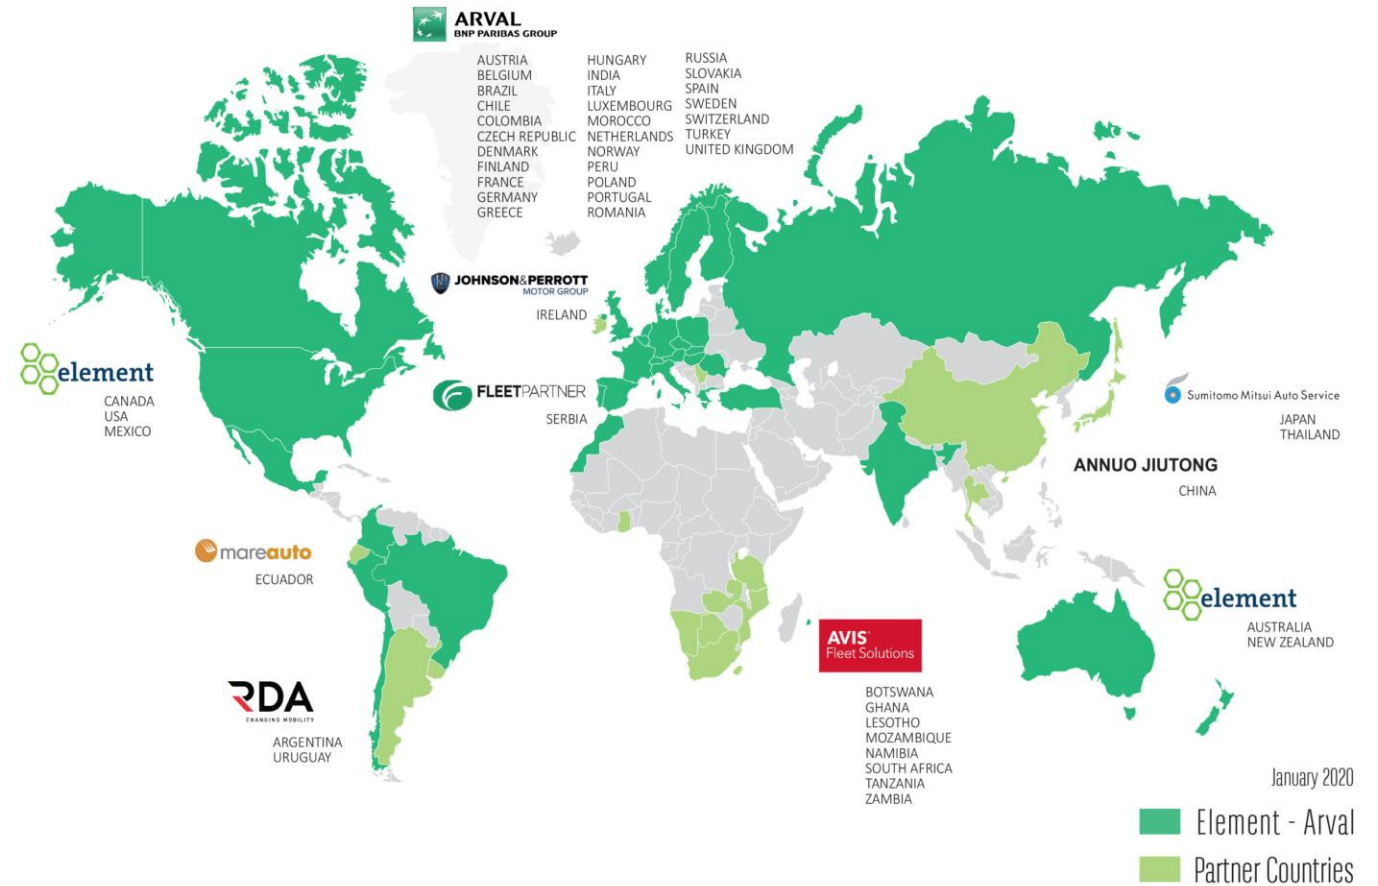 ARVAL
BNP PARIBAS GROUP
AUSTRIA
BELGIUM
BRAZIL
CHILE
COLOMBIA
CZECH REPUBLIC
DENMARK
FINLAND
FRANCE
GERMANY
GREECE
HUNGARY
INDIA
ITALY
LUXEMBOURG
MOROCCO
NETHERLANDS
NORWAY
PERU
POLAND
PORTUGAL
ROMANIA
RUSSIA
SLOVAKIA
SPAIN
SWEDEN
SWITZERLAND
TURKEY
UNITED KINGDOM
JOHNSON&PERROTT
MOTOR GROUP
IRELAND
element
CANADA
USA
MEXICO
FLEETPARTNER
SERBIA
Sumitomo Mitsui Auto Service
JAPAN
THAILAND
ANNUO JIUTONG
CHINA
mareauto
ECUADOR
element
AUSTRALIA
NEW ZEALAND
AVIS
Fleet Solutions
BOTSWANA
GHANA
LESOTHO
MOZAMBIQUE
NAMIBIA
SOUTH AFRICA
TANZANIA
ZAMBIA
RDA
CHANGING MOBILITY
ARGENTINA
URUGUAY
January 2020
Element - Arval
Partner Countries